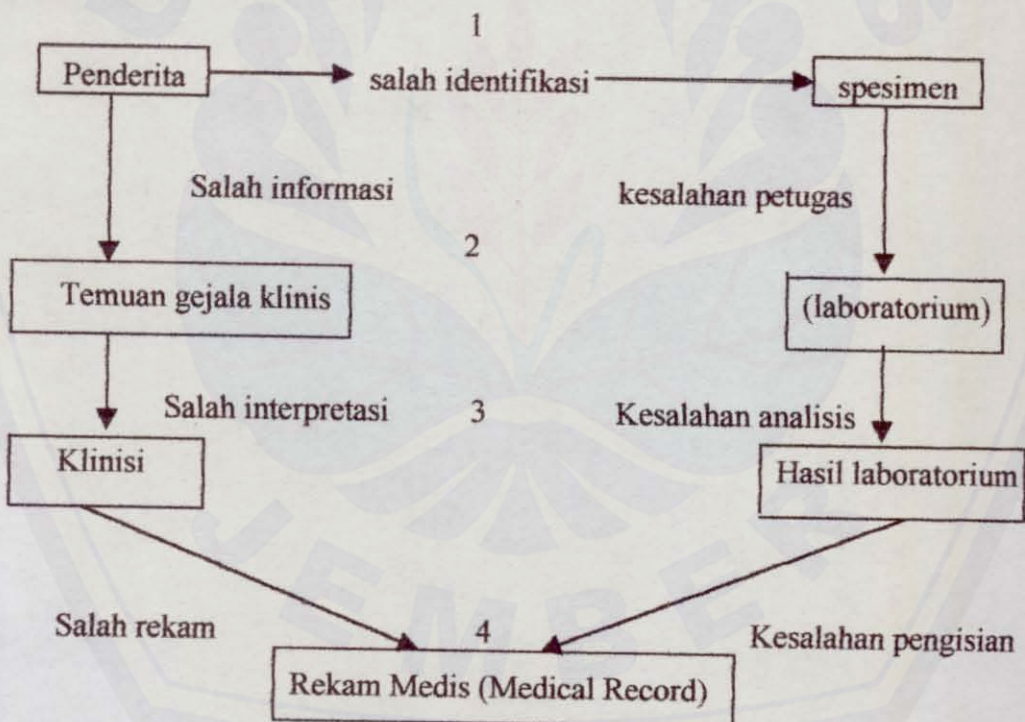 1
Penderita salah identifikasi spesimen
Salah informasi kesalahan petugas
2
Temuan gejala klinis (laboratorium)
Salah interpretasi 3 Kesalahan analisis
Klinisi Hasil laboratorium
Salah rekam 4 Kesalahan pengisian
Rekam Medis (Medical Record)
JEMBER